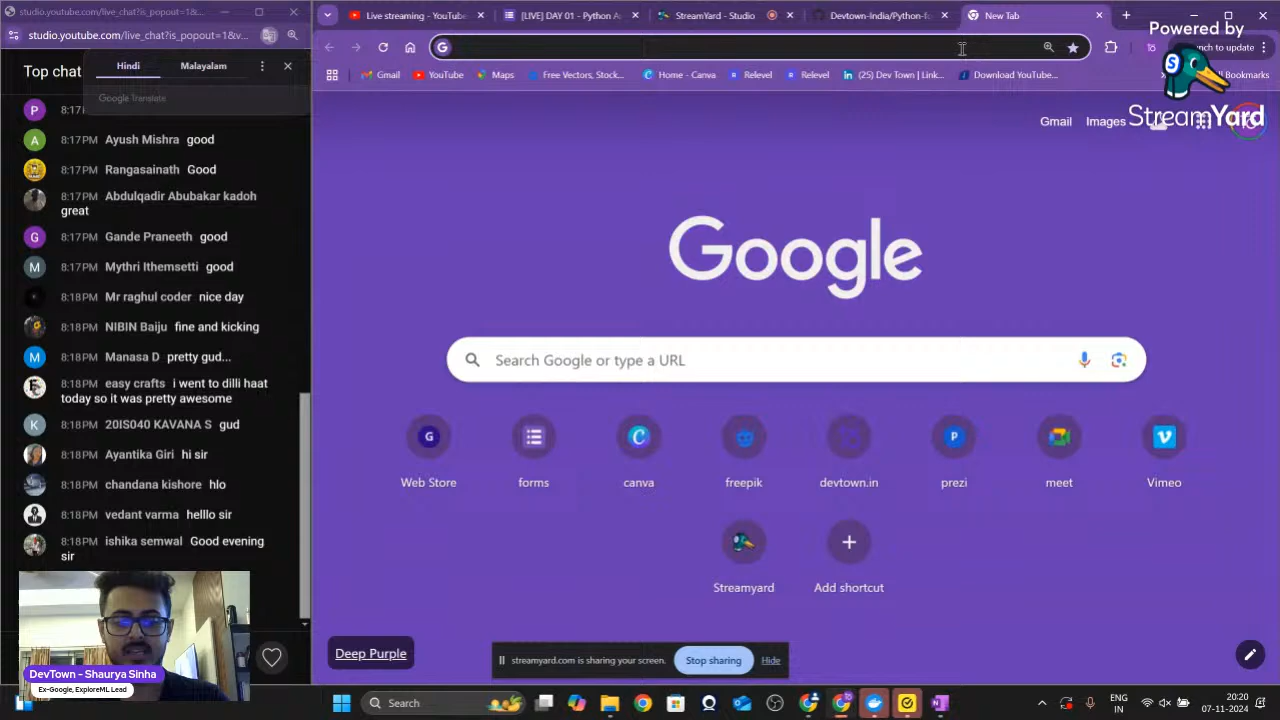 studio.youtube.com/live_chat?is_popout=1&v...
Live streaming - YouTube
[LIVE] DAY 01 - Python A
StreamYard - Studio
Devtown-India/Python-f
New Tab
Powered by
StreamYard
Top chat
Hindi
Malayalam
Google Translate
Gmail
YouTube
Maps
Free Vectors, Stock...
Home - Canva
Relevel
Relevel
(25) Dev Town | Link...
Download YouTube...
Bookmarks
ch to update
Gmail
Images
8:17
8:17PM Ayush Mishra good
8:17PM Rangasainath Good
8:17PM Abdulqadir Abubakar kadoh
great
8:17PM Gande Praneeth good
8:17PM Mythri Ithemsetti good
8:18PM Mr raghul coder nice day
8:18PM NIBIN Baiju fine and kicking
8:18PM Manasa D pretty gud...
8:18PM easy crafts i went to dilli haat
today so it was pretty awesome
8:18PM 20IS040 KAVANA S gud
8:18PM Ayantika Giri hi sir
8:18PM chandana kishore hlo
8:18PM vedant varma helllo sir
8:18PM ishika semwal Good evening
sir
Google
Search Google or type a URL
Web Store
forms
canva
freepik
devtown.in
prezi
meet
Vimeo
Streamyard
Add shortcut
Deep Purple
streamyard.com is sharing your screen.
Stop sharing
Hide
DevTown - Shaurya Sinha
Ex-Google, ExploreML Lead
Search
ENG
IN
20:20
07-11-2024